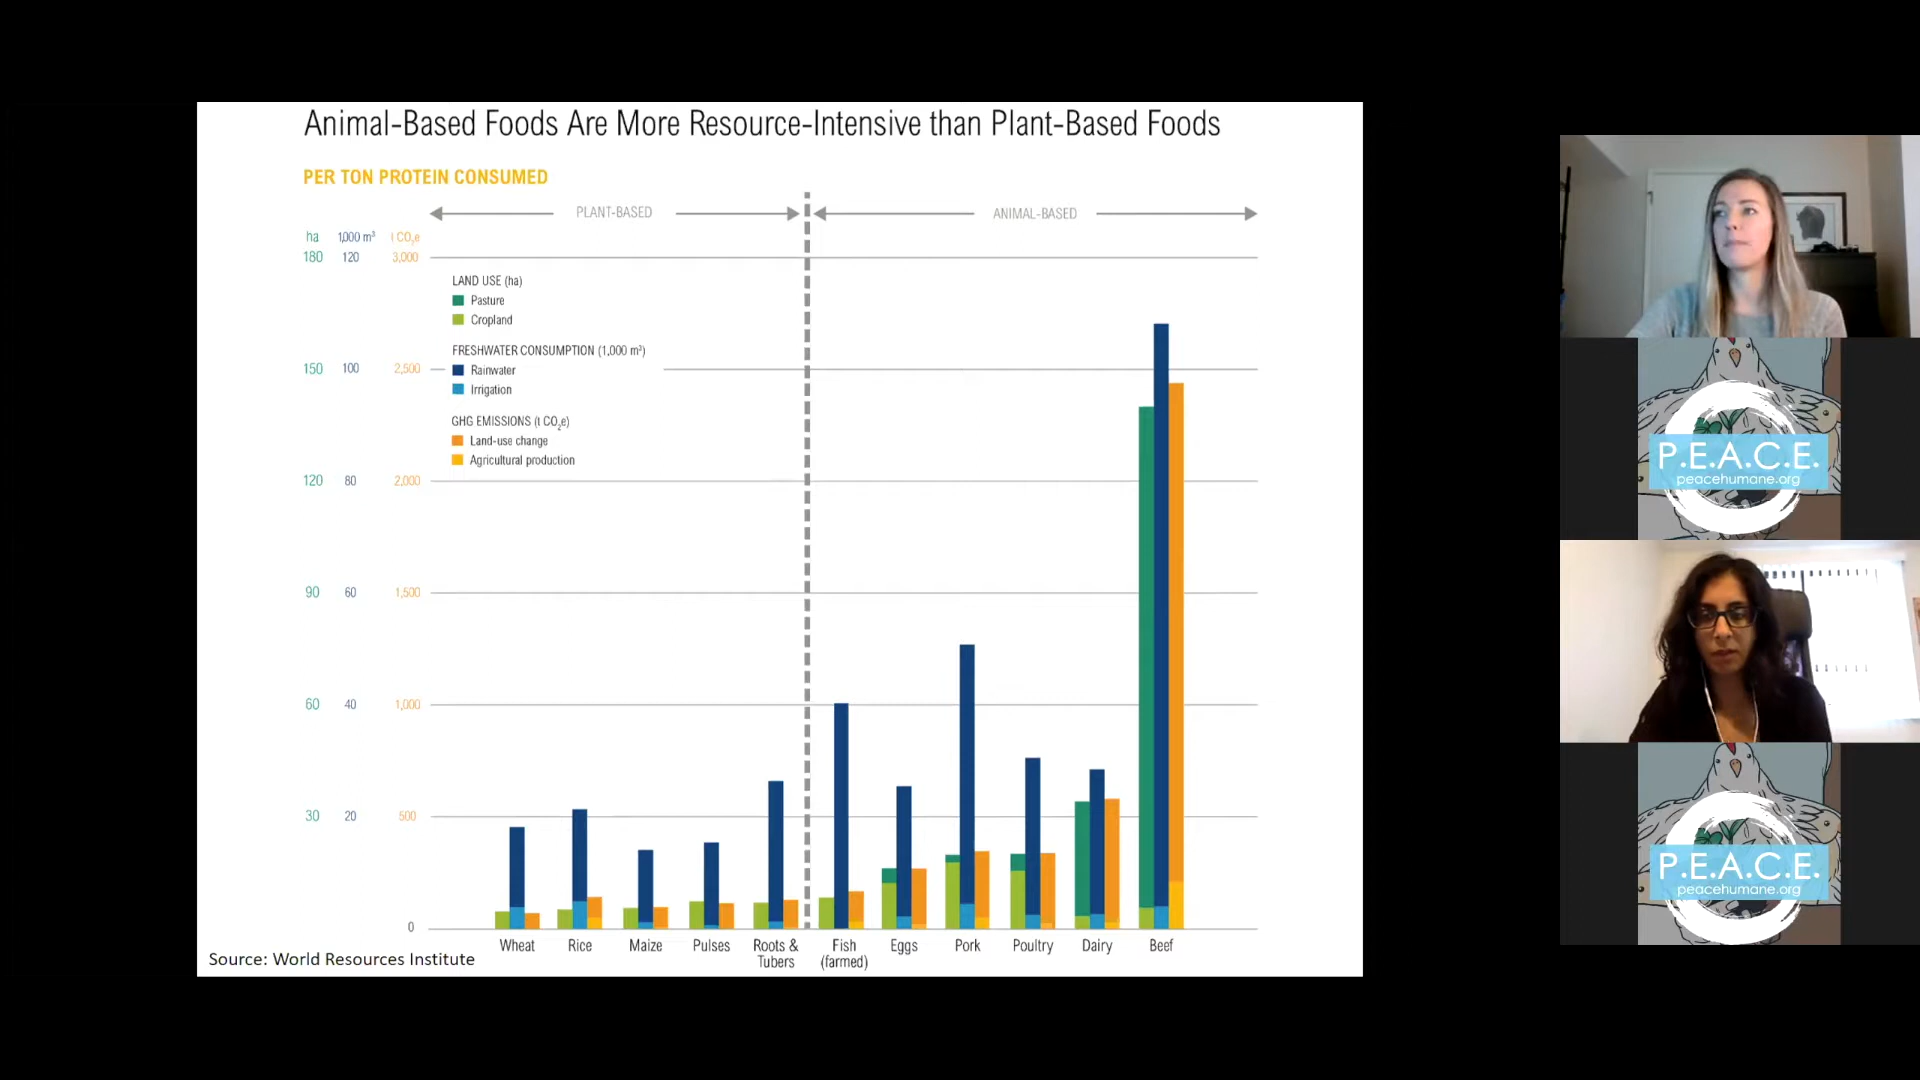 Animal-Based Foods Are More Resource-Intensive than Plant-Based Foods
PER TON PROTEIN CONSUMED
PLANT-BASED
ANIMAL-BASED
ha 1,000 m³ t CO₂e
180 120 3,000
LAND USE (ha)
Pasture
Cropland
FRESHWATER CONSUMPTION (1,000 m³)
150 100 2,500
Rainwater
Irrigation
GHG EMISSIONS (t CO₂e)
Land-use change
Agricultural production
120 80 2,000
90 60 1,500
60 40 1,000
30 20 500
0
Wheat Rice Maize Pulses Roots & Tubers Fish (farmed) Eggs Pork Poultry Dairy Beef
Source: World Resources Institute
P.E.A.C.E.
peacehumane.org
P.E.A.C.E.
peacehumane.org